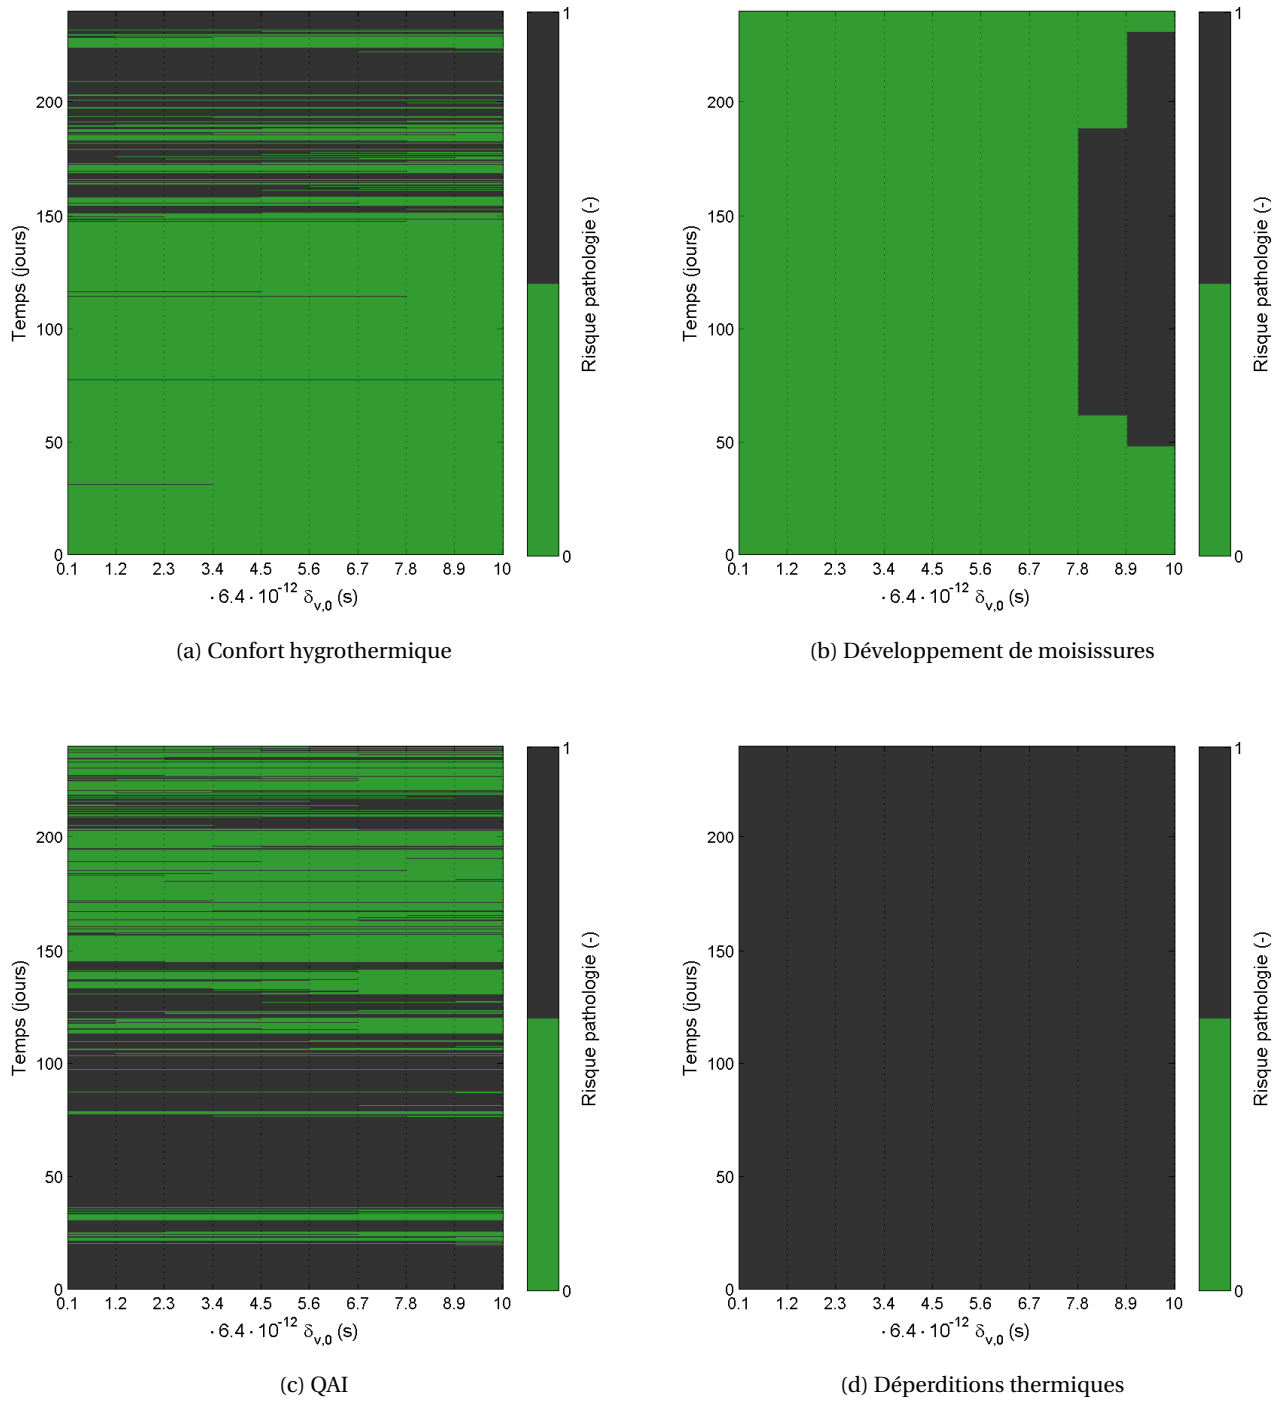 1
200
150
100
50
0
Temps (jours)
0.1 1.2 2.3 3.4 4.5 5.6 6.7 7.8 8.9 10
· 6.4 · 10⁻¹² δᵥ,₀ (s)
0
Risque pathologie (-)
(a) Confort hygrothermique
1
200
150
100
50
0
Temps (jours)
0.1 1.2 2.3 3.4 4.5 5.6 6.7 7.8 8.9 10
· 6.4 · 10⁻¹² δᵥ,₀ (s)
0
Risque pathologie (-)
(b) Développement de moisissures
1
200
150
100
50
0
Temps (jours)
0.1 1.2 2.3 3.4 4.5 5.6 6.7 7.8 8.9 10
· 6.4 · 10⁻¹² δᵥ,₀ (s)
0
Risque pathologie (-)
(c) QAI
1
200
150
100
50
0
Temps (jours)
0.1 1.2 2.3 3.4 4.5 5.6 6.7 7.8 8.9 10
· 6.4 · 10⁻¹² δᵥ,₀ (s)
0
Risque pathologie (-)
(d) Déperditions thermiques